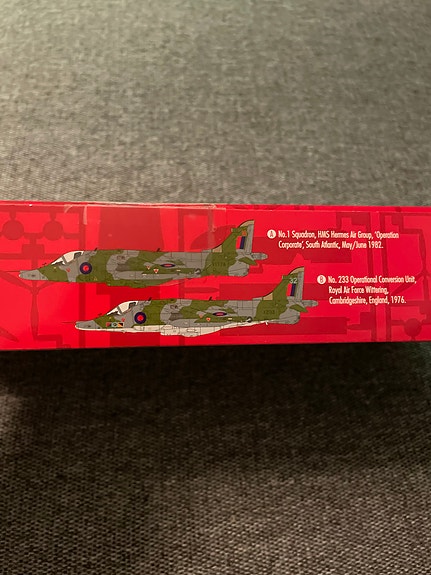 A No.1 Squadron, HMS Hermes Air Group, 'Operation
Corporate', South Atlantic, May/June 1982.
B No. 233 Operational Conversion Unit,
Royal Air Force Wittering,
Cambridgeshire, England, 1976.
32